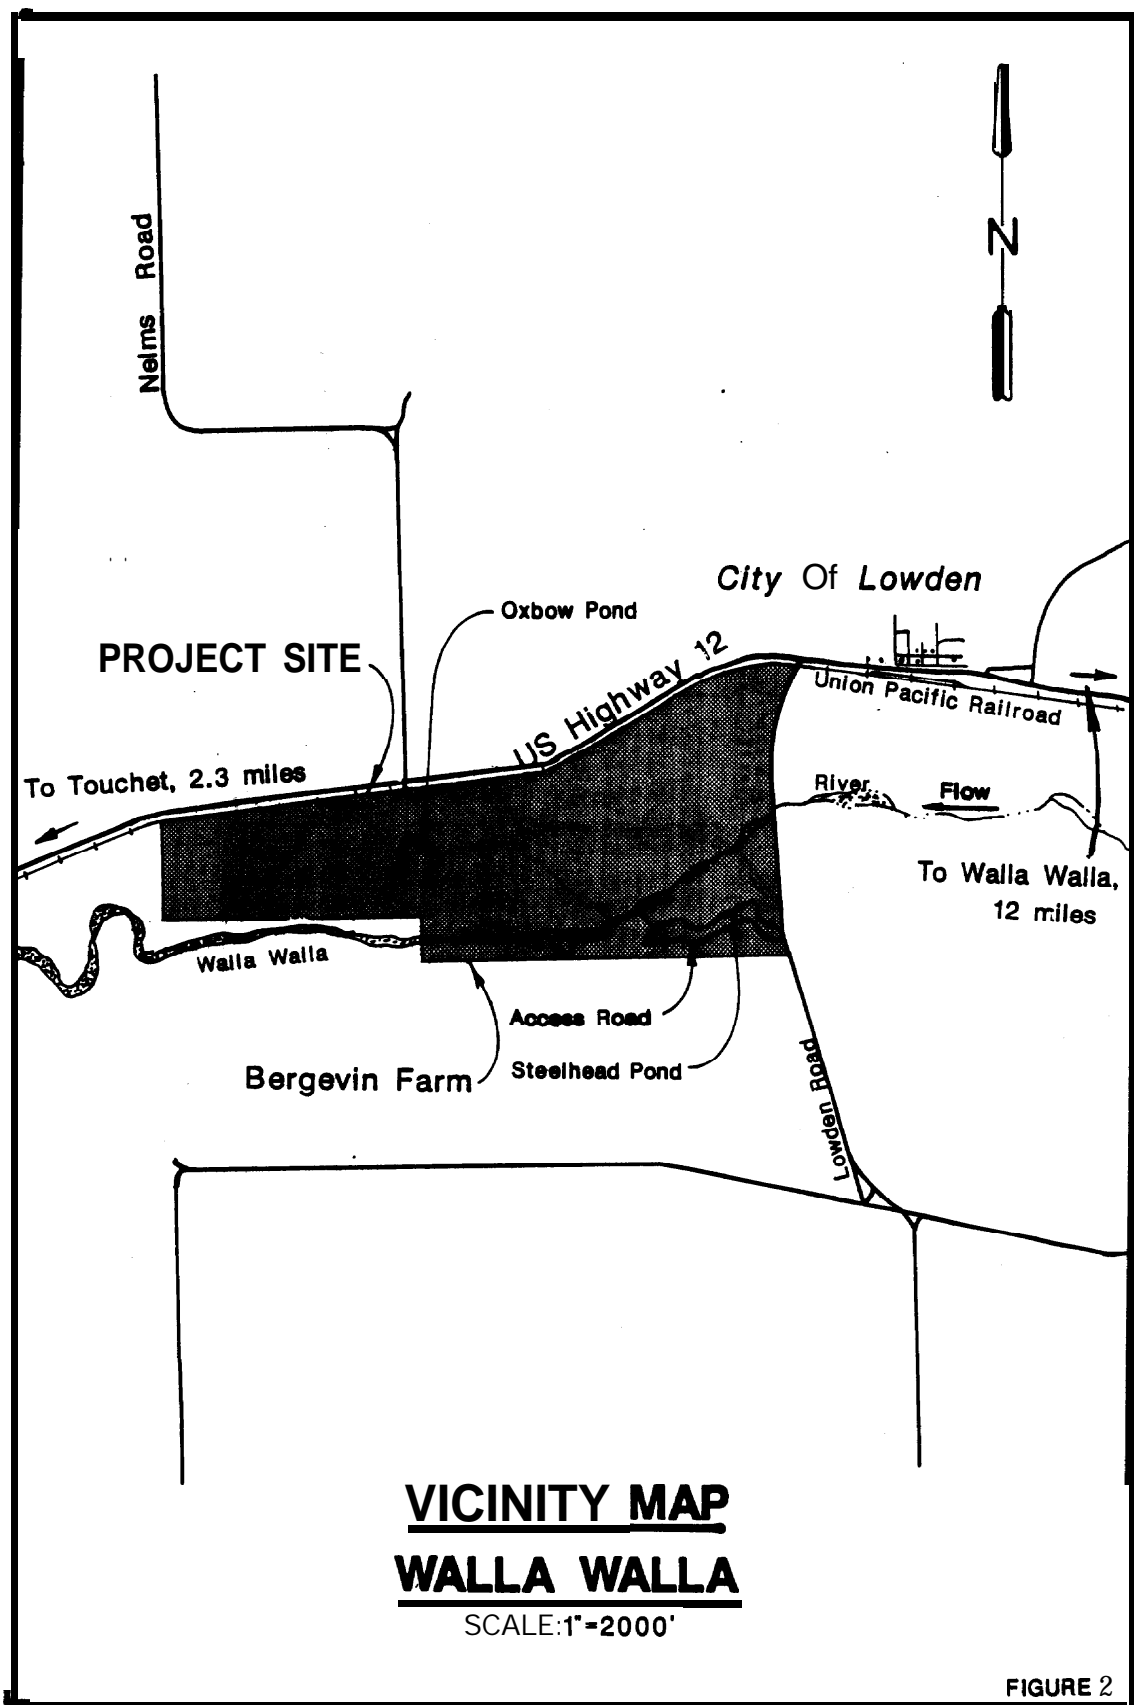 N
Nelms Road
City Of Lowden
Oxbow Pond
PROJECT SITE
US Highway 12
Union Pacific Railroad
To Touchet, 2.3 miles
River
Flow
To Walla Walla,
12 miles
Walla Walla
Access Road
Steelhead Pond
Bergevin Farm
Lowden Road
VICINITY MAP
WALLA WALLA
SCALE:1"=2000'
FIGURE 2